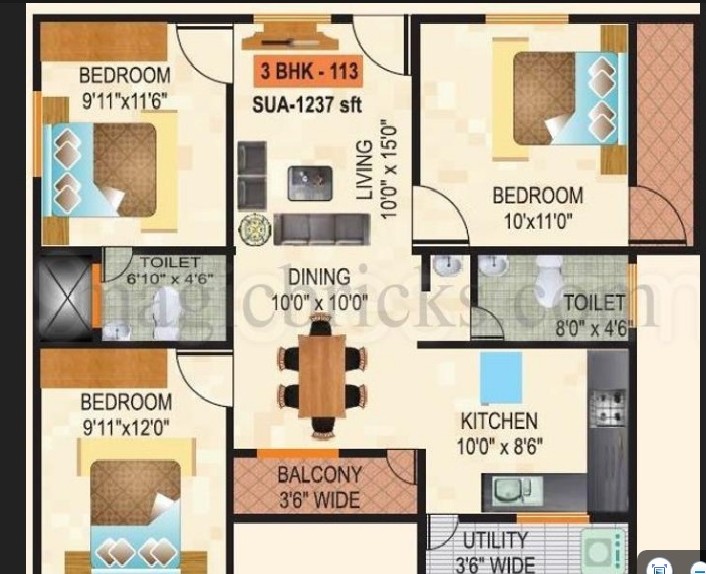 3 BHK - 113
SUA-1237 sft
BEDROOM
9'11"x11'6"
LIVING
10'0" x 15'0"
BEDROOM
10'x11'0"
TOILET
6'10" x 4'6"
DINING
10'0" x 10'0"
TOILET
8'0" x 4'6"
magicbricks.com
BEDROOM
9'11"x12'0"
KITCHEN
10'0" x 8'6"
BALCONY
3'6" WIDE
UTILITY
3'6" WIDE